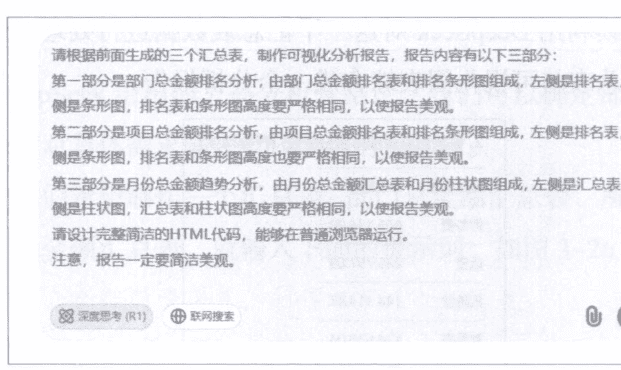 请根据前面生成的三个汇总表，制作可视化分析报告，报告内容有以下三部分：
第一部分是部门总金额排名分析，由部门总金额排名表和排名条形图组成，左侧是排名表，
侧是条形图，排名表和条形图高度要严格相同，以使报告美观。
第二部分是项目总金额排名分析，由项目总金额排名表和排名条形图组成，左侧是排名表，
侧是条形图，排名表和条形图高度也要严格相同，以使报告美观。
第三部分是月份总金额趋势分析，由月份总金额汇总表和月份柱状图组成，左侧是汇总表
侧是柱状图，汇总表和柱状图高度要严格相同，以使报告美观。
请设计完整简洁的HTML代码，能够在普通浏览器运行。
注意，报告一定要简洁美观。
深度思考 (R1) 联网搜索